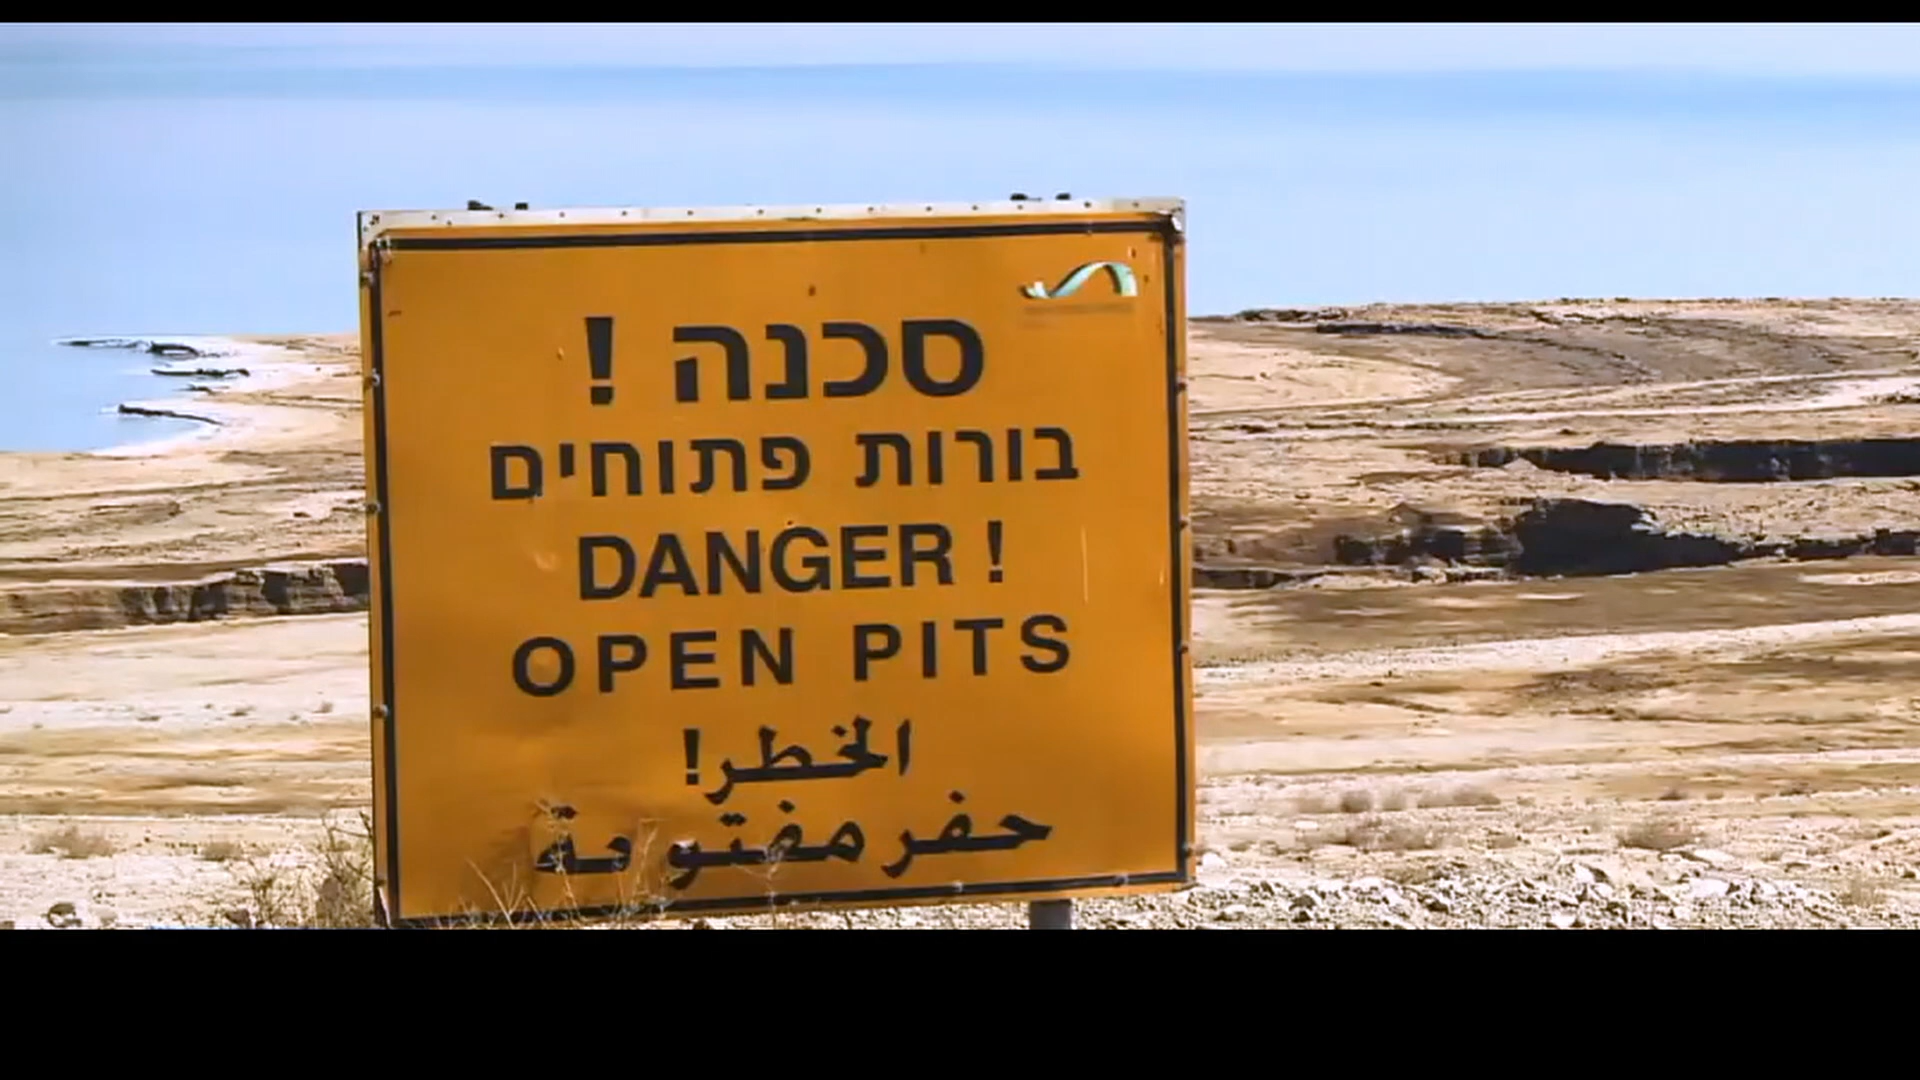 סכנה !
בורות פתוחים
DANGER !
OPEN PITS
الخطر!
حفر مفتوحة